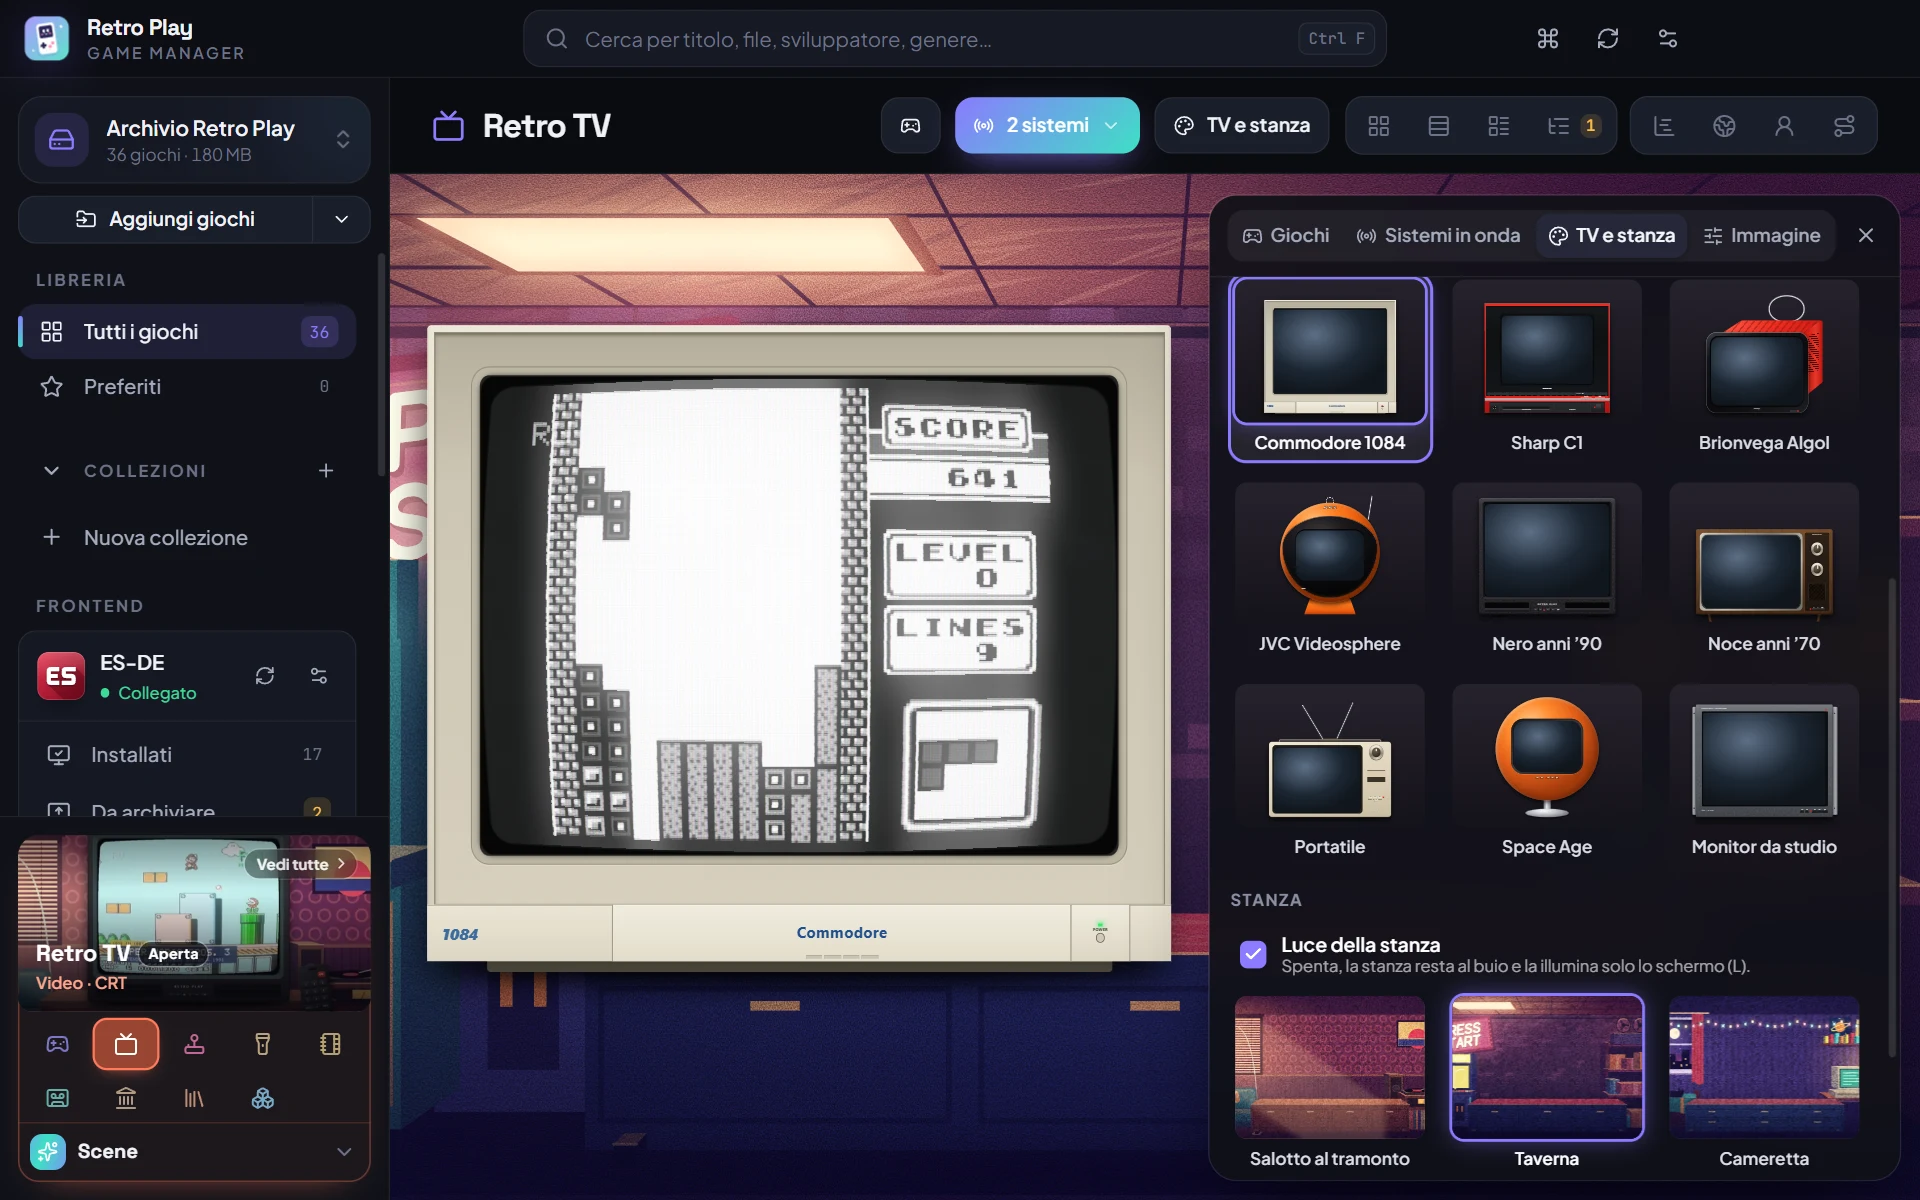 Retro Play
GAME MANAGER
Cerca per titolo, file, sviluppatore, genere…
Ctrl F
Archivio Retro Play
36 giochi · 180 MB
Aggiungi giochi
LIBRERIA
Tutti i giochi
36
Preferiti
0
COLLEZIONI
Nuova collezione
FRONTEND
ES
ES-DE
Collegato
Installati
17
Da archiviare
2
Vedi tutte
Retro TV
Aperta
Video · CRT
Scene
Retro TV
2 sistemi
TV e stanza
1
SCORE
641
LEVEL
0
LINES
9
1084
Commodore
POWER
Giochi
Sistemi in onda
TV e stanza
Immagine
Commodore 1084
Sharp C1
Brionvega Algol
JVC Videosphere
Nero anni ’90
Noce anni ’70
Portatile
Space Age
Monitor da studio
STANZA
Luce della stanza
Spenta, la stanza resta al buio e la illumina solo lo schermo (L).
RESS
ART
Salotto al tramonto
Taverna
Cameretta